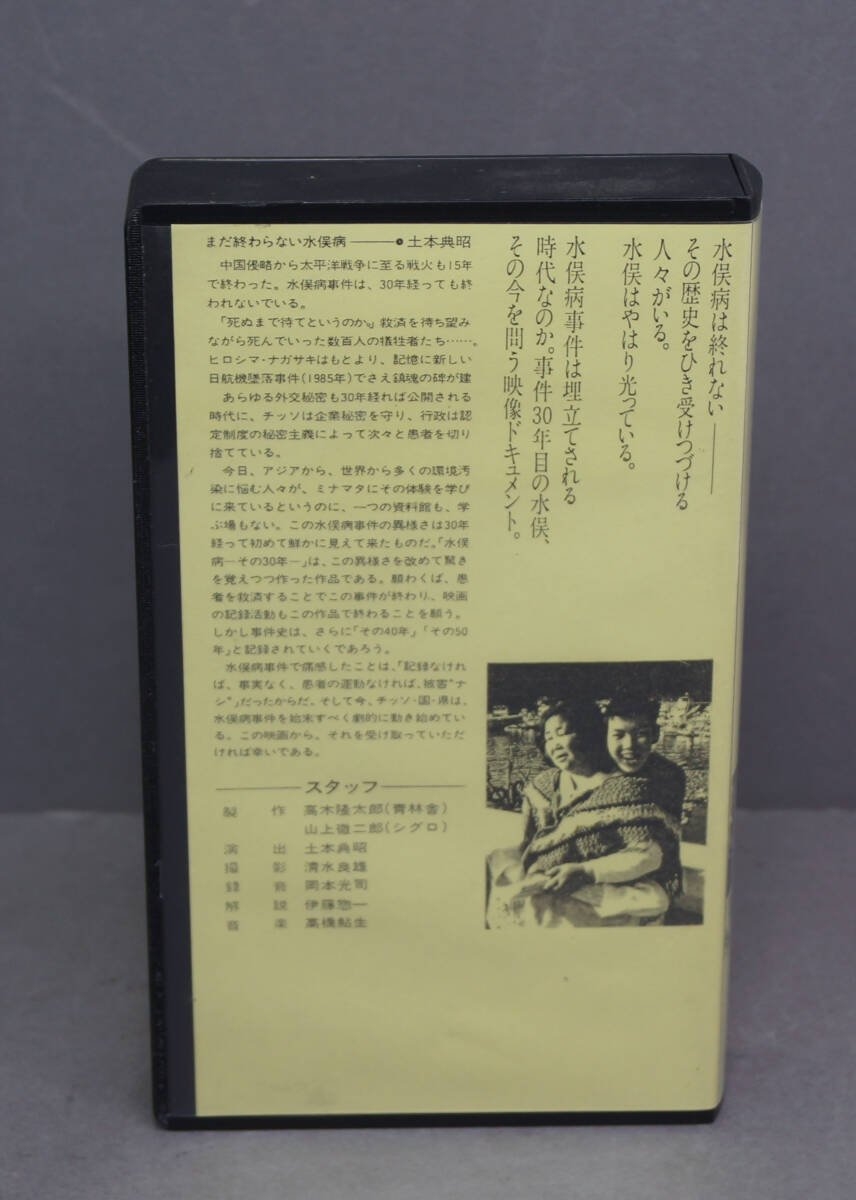 水俣病は終れない――
その歴史をひき受けつづける
人々がいる。
水俣はやはり光っている。
水俣病事件は埋立てされる
時代なのか。事件30年目の水俣、
その今を問う映像ドキュメント。
まだ終わらない水俣病――●土本典昭
中国侵略から太平洋戦争に至る戦火も15年
で終わった。水俣病事件は、30年経っても終
われないでいる。
「死ぬまで待てというのか」救済を待ち望み
ながら死んでいった数百人の犠牲者たち……。
ヒロシマ・ナガサキはもとより、記憶に新しい
日航機墜落事件(1985年)でさえ鎮魂の碑が建
あらゆる外交秘密も30年経れば公開される
時代に、チッソは企業秘密を守り、行政は認
定制度の秘密主義によって次々と患者を切り
捨てている。
今日、アジアから、世界から多くの環境汚
染に悩む人々が、ミナマタにその体験を学び
に来ているというのに、一つの資料館も、学
ぶ場もない。この水俣病事件の異様さは30年
経って初めて鮮かに見えて来たものだ。「水俣
病―その30年―」は、この異様さを改めて驚き
を覚えつつ作った作品である。願わくば、患
者を救済することでこの事件が終わり、映画
の記録活動もこの作品で終わることを願う。
しかし事件史は、さらに「その40年」「その50
年」と記録されていくであろう。
水俣病事件で痛感したことは、「記録なけれ
ば、事実なく、患者の運動なければ、被害“ナ
シ”」だったからだ。そして今、チッソ・国・県は、
水俣病事件を始末すべく劇的に動き始めてい
る。この映画から、それを受け取っていただ
ければ幸いである。
スタッフ
製作 高木隆太郎(青林舎)
山上徹二郎(シグロ)
演出 土本典昭
撮影 清水良雄
録音 岡本光司
解説 伊藤惣一
音楽 高橋鮎生